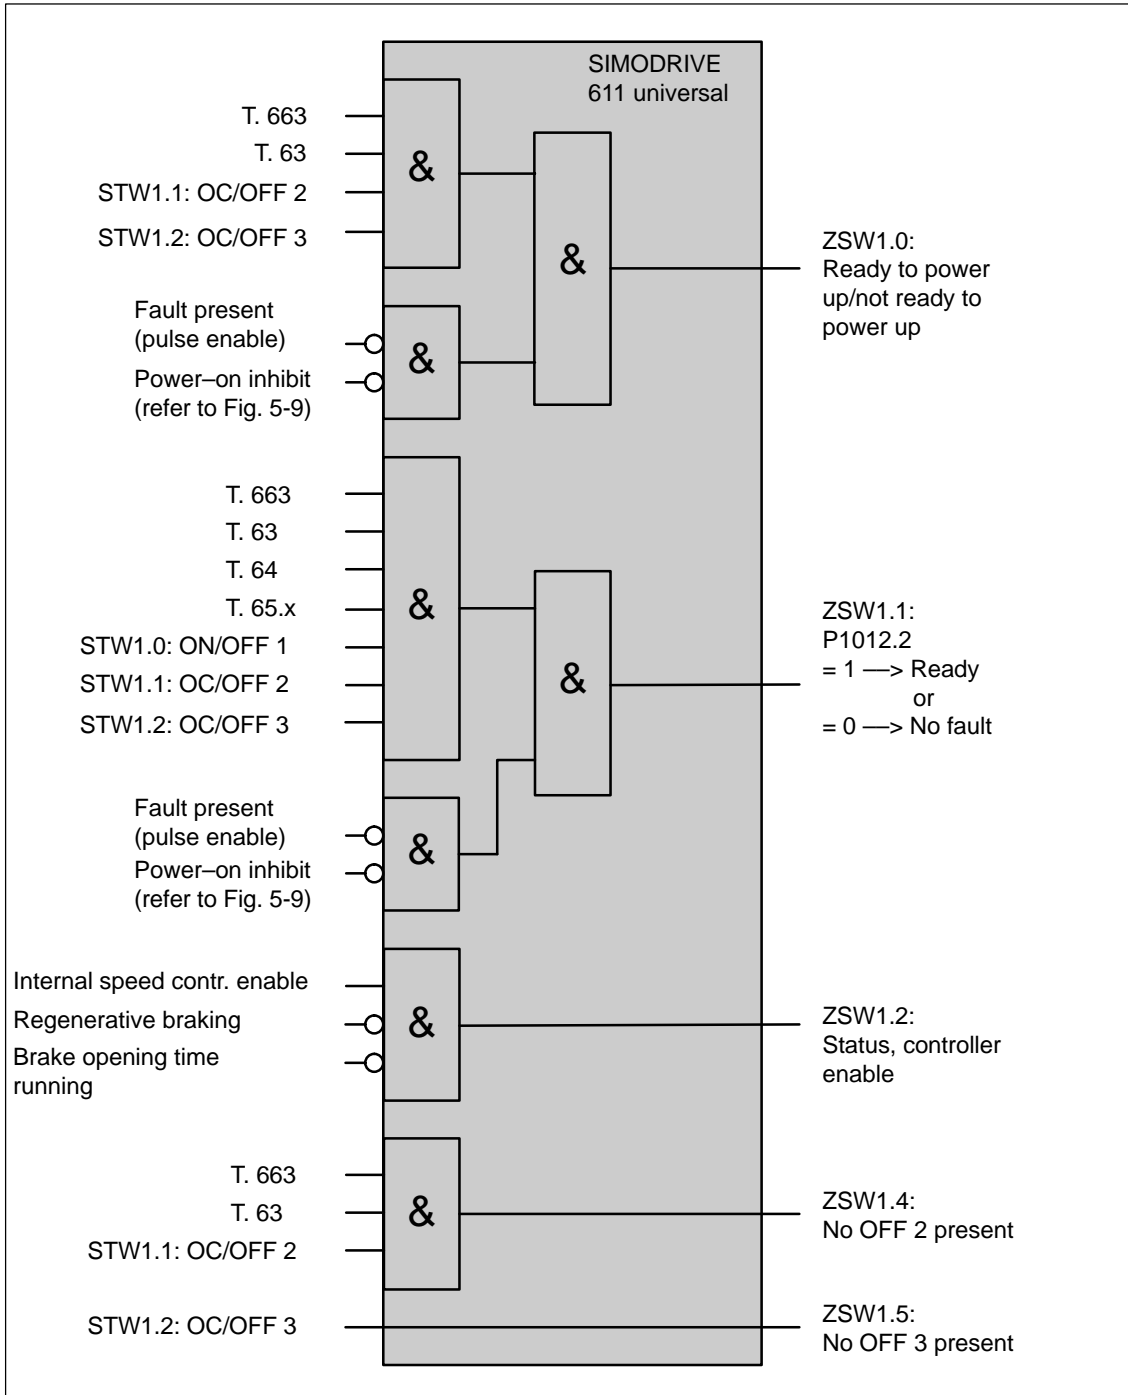 SIMODRIVE
611 universal
T. 663
T. 63
STW1.1: OC/OFF 2
STW1.2: OC/OFF 3
&
&
ZSW1.0:
Ready to power
up/not ready to
power up
Fault present
(pulse enable)
Power–on inhibit
(refer to Fig. 5-9)
&
T. 663
T. 63
T. 64
T. 65.x
STW1.0: ON/OFF 1
STW1.1: OC/OFF 2
STW1.2: OC/OFF 3
&
&
ZSW1.1:
P1012.2
= 1 —> Ready
or
= 0 —> No fault
Fault present
(pulse enable)
Power–on inhibit
(refer to Fig. 5-9)
&
Internal speed contr. enable
Regenerative braking
Brake opening time
running
&
ZSW1.2:
Status, controller
enable
T. 663
T. 63
STW1.1: OC/OFF 2
&
ZSW1.4:
No OFF 2 present
STW1.2: OC/OFF 3
ZSW1.5:
No OFF 3 present